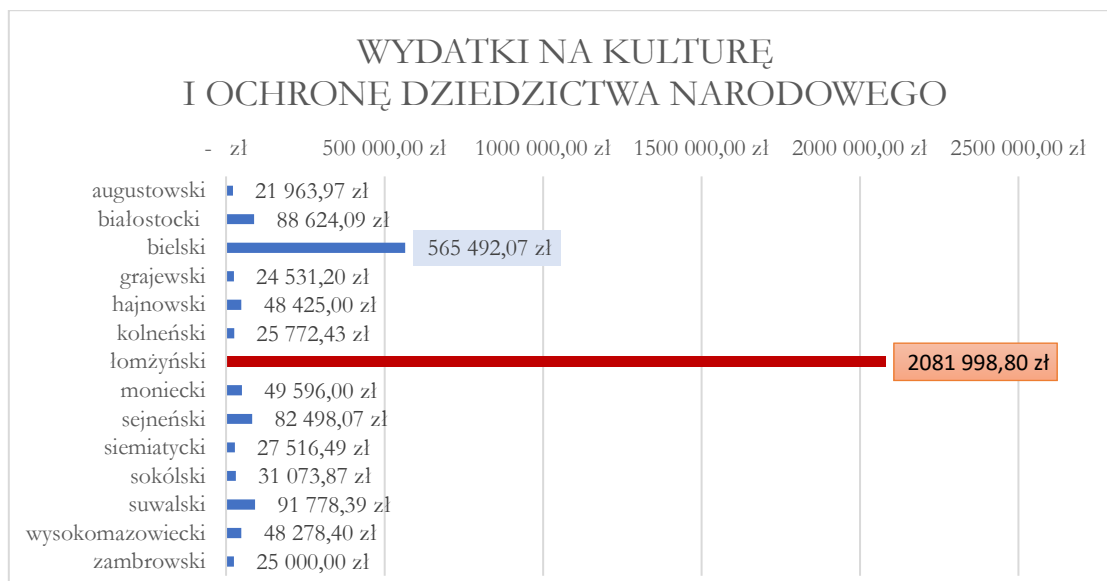 WYDATKI NA KULTURĘ
I OCHRONĘ DZIEDZICTWA NARODOWEGO
- zł 500 000,00 zł 1000 000,00 zł 1500 000,00 zł 2000 000,00 zł 2500 000,00 zł
augustowski 21 963,97 zł
białostocki 88 624,09 zł
bielski 565 492,07 zł
grajewski 24 531,20 zł
hajnowski 48 425,00 zł
kolneński 25 772,43 zł
łomżyński 2081 998,80 zł
moniecki 49 596,00 zł
sejneński 82 498,07 zł
siemiatycki 27 516,49 zł
sokólski 31 073,87 zł
suwalski 91 778,39 zł
wysokomazowiecki 48 278,40 zł
zambrowski 25 000,00 zł